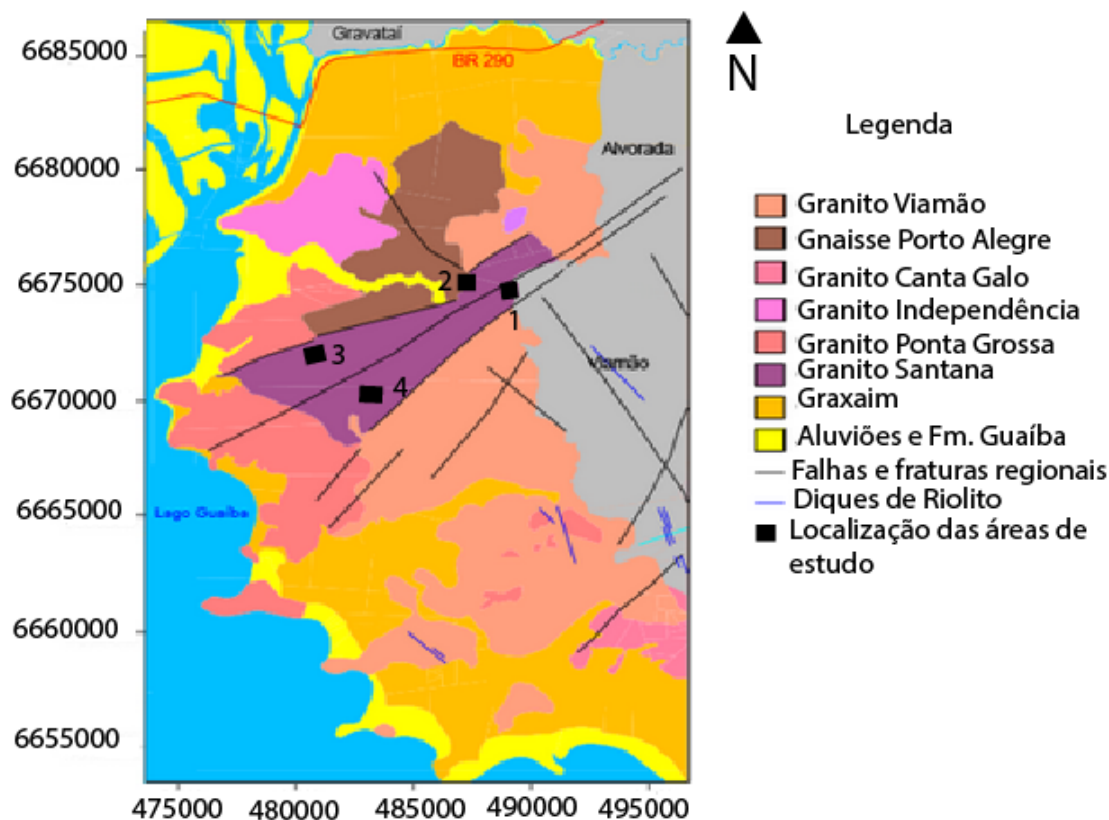 6685000
6680000
6675000
6670000
6665000
6660000
6655000
475000 480000 485000 490000 495000
Gravataí
BR 290
Alvorada
Viamão
Lago Guaíba
2
1
3
4
N
Legenda
Granito Viamão
Gnaisse Porto Alegre
Granito Canta Galo
Granito Independência
Granito Ponta Grossa
Granito Santana
Graxaim
Aluviões e Fm. Guaíba
Falhas e fraturas regionais
Diques de Riolito
Localização das áreas de
estudo